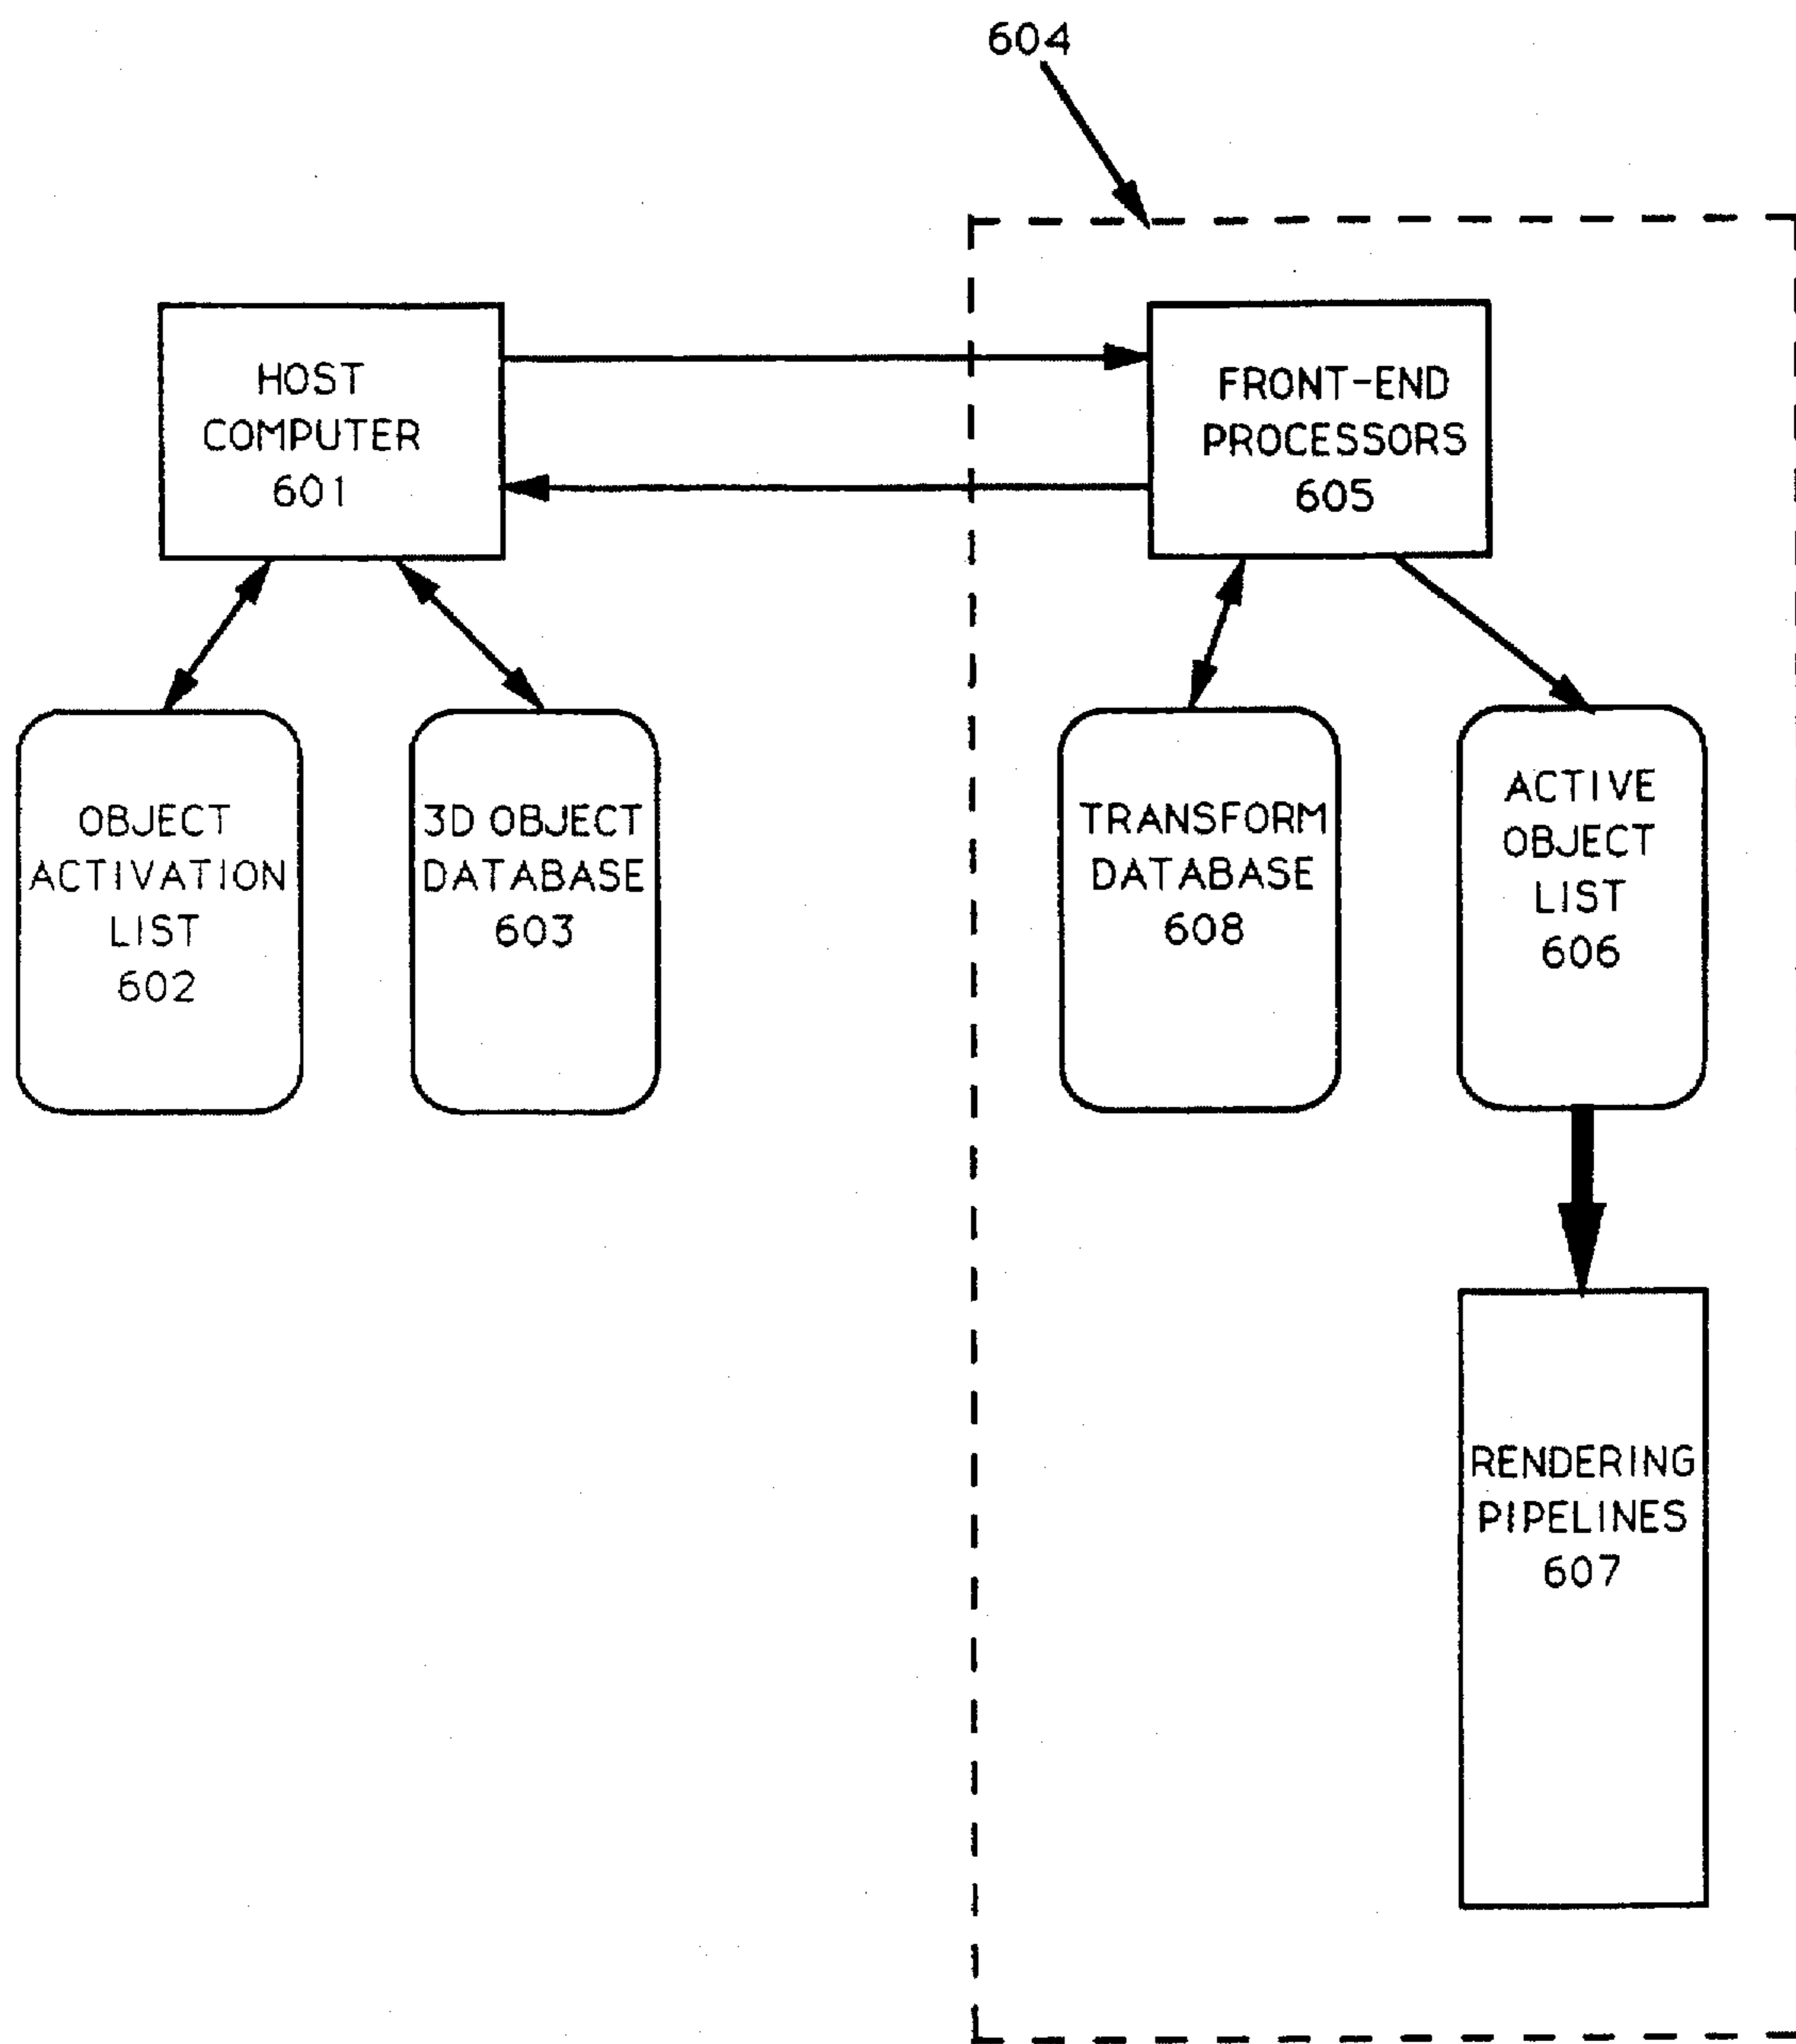 604
HOST
COMPUTER
601
FRONT-END
PROCESSORS
605
OBJECT
ACTIVATION
LIST
602
3D OBJECT
DATABASE
603
TRANSFORM
DATABASE
608
ACTIVE
OBJECT
LIST
606
RENDERING
PIPELINES
607